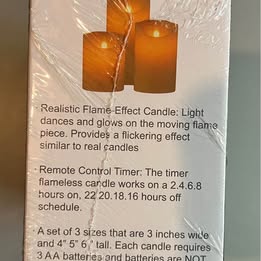 · Realistic Flame-Effect Candle: Light
dances and glows on the moving flame
piece. Provides a flickering effect
similar to real candles
· Remote Control Timer: The timer
flameless candle works on a 2.4.6.8
hours on, 22.20.18.16 hours off
schedule.
· A set of 3 sizes that are 3 inches wide
and 4" 5" 6" tall. Each candle requires
3 AA batteries and batteries are NOT